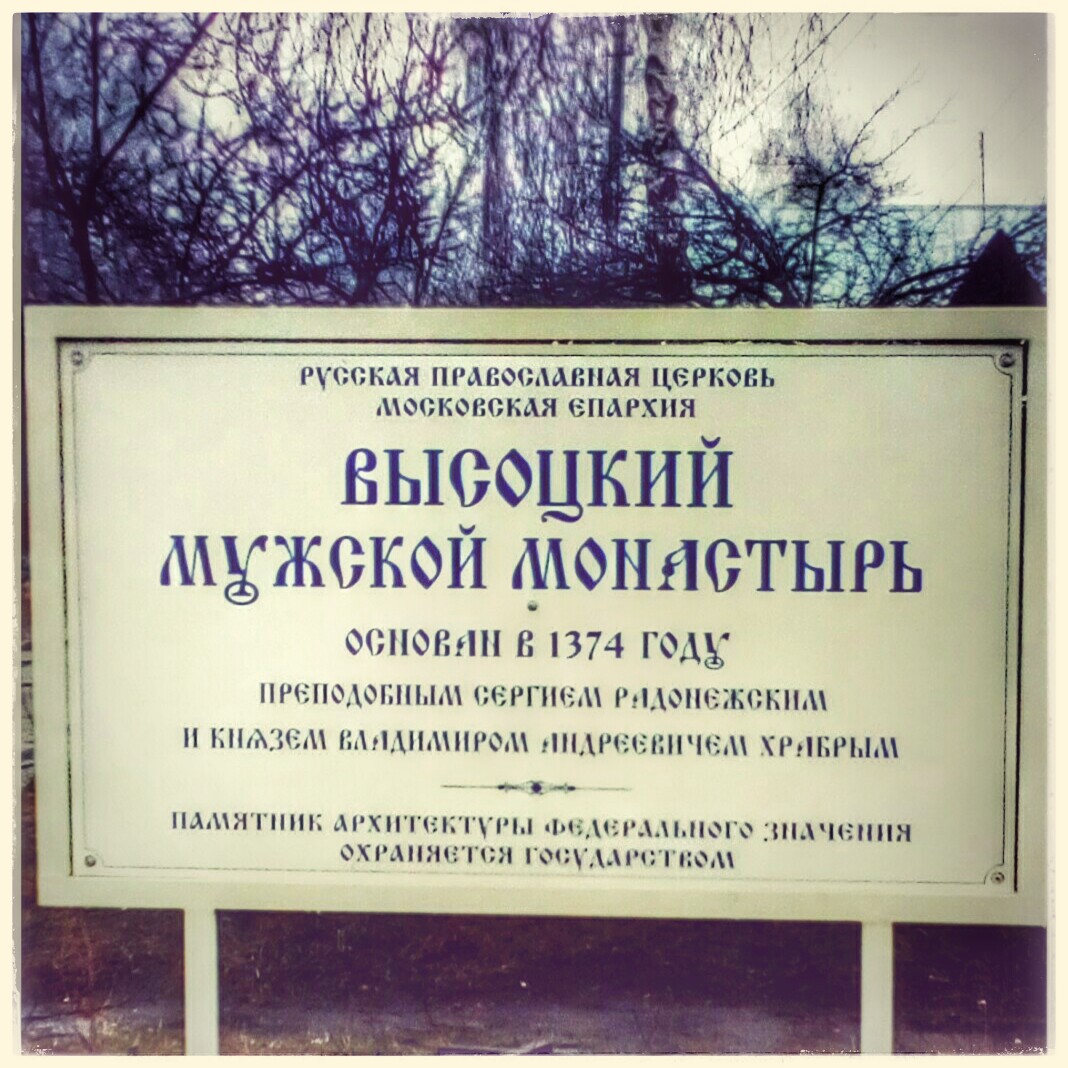 РУССКАЯ ПРАВОСЛАВНАЯ ЦЕРКОВЬ
МОСКОВСКАЯ ЕПАРХИЯ
ВЫСОЦКИЙ
МУЖСКОЙ МОНАСТЫРЬ
ОСНОВАН В 1374 ГОДУ
ПРЕПОДОБНЫМ СЕРГИЕМ РАДОНЕЖСКИМ
И КНЯЗЕМ ВЛАДИМИРОМ АНДРЕЕВИЧЕМ ХРАБРЫМ
ПАМЯТНИК АРХИТЕКТУРЫ ФЕДЕРАЛЬНОГО ЗНАЧЕНИЯ
ОХРАНЯЕТСЯ ГОСУДАРСТВОМ